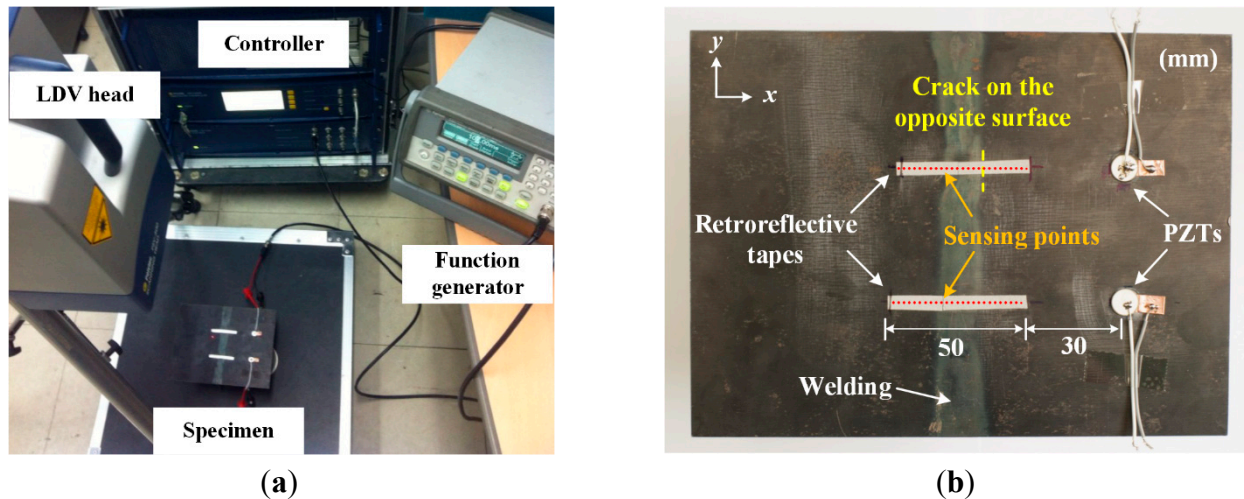 Controller
LDV head
Function
generator
Specimen
(a)
y
x
(mm)
Crack on the
opposite surface
Retroreflective
tapes
Sensing points
PZTs
50
30
Welding
(b)